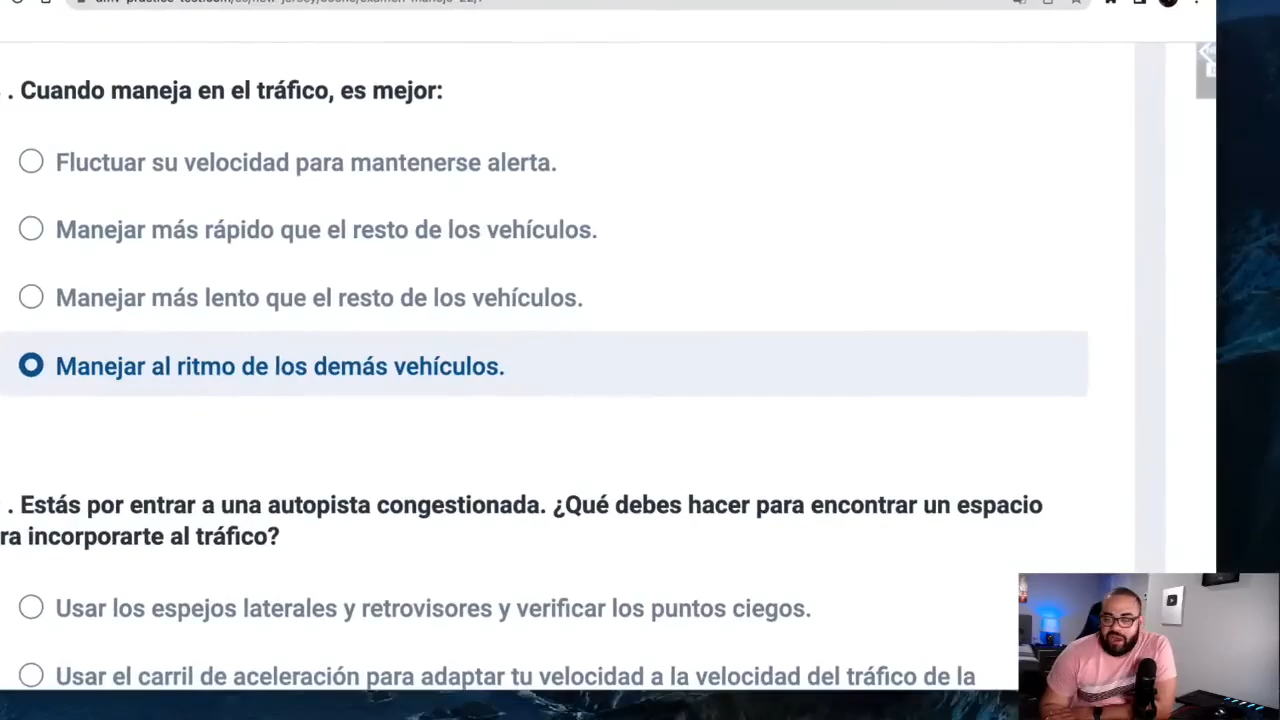 . Cuando maneja en el tráfico, es mejor:
Fluctuar su velocidad para mantenerse alerta.
Manejar más rápido que el resto de los vehículos.
Manejar más lento que el resto de los vehículos.
Manejar al ritmo de los demás vehículos.
. Estás por entrar a una autopista congestionada. ¿Qué debes hacer para encontrar un espacio
ra incorporarte al tráfico?
Usar los espejos laterales y retrovisores y verificar los puntos ciegos.
Usar el carril de aceleración para adaptar tu velocidad a la velocidad del tráfico de la